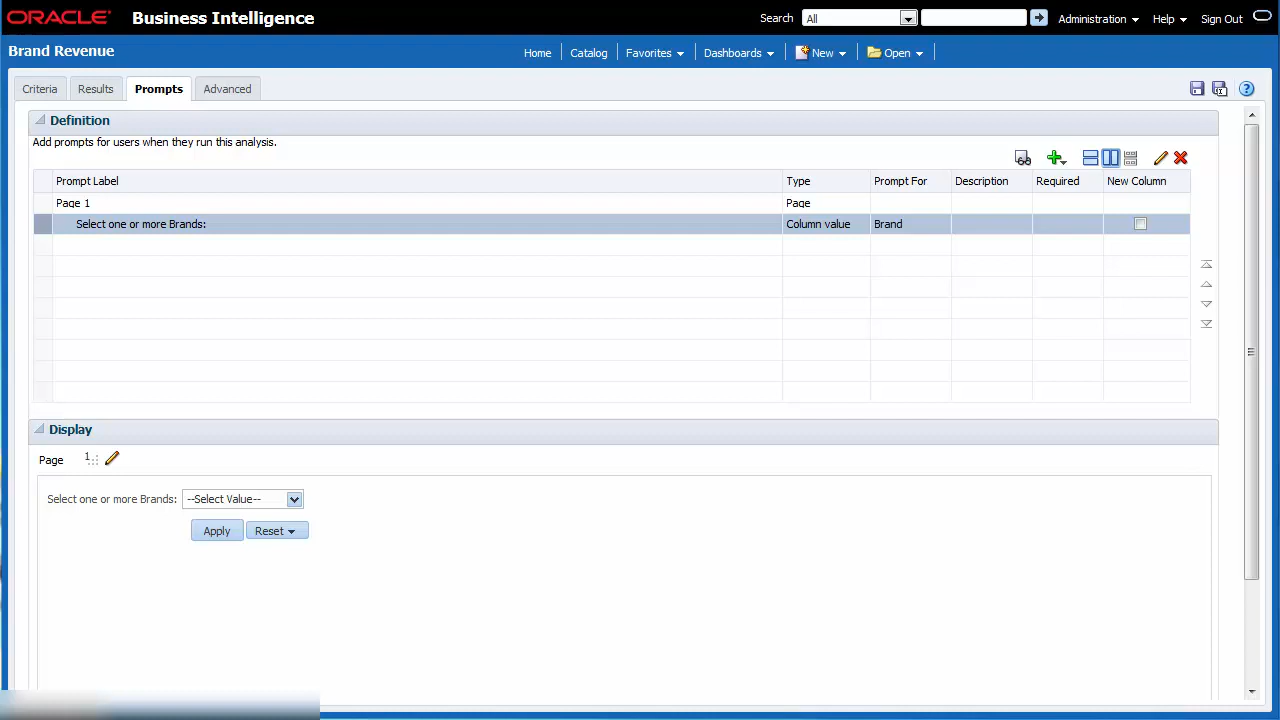 ORACLE Business Intelligence Search All Administration Help Sign Out
Brand Revenue Home Catalog Favorites Dashboards New Open
Criteria Results Prompts Advanced
Definition
Add prompts for users when they run this analysis.
Prompt Label Type Prompt For Description Required New Column
Page 1 Page
Select one or more Brands: Column value Brand
Display
Page 1
Select one or more Brands: --Select Value--
Apply Reset